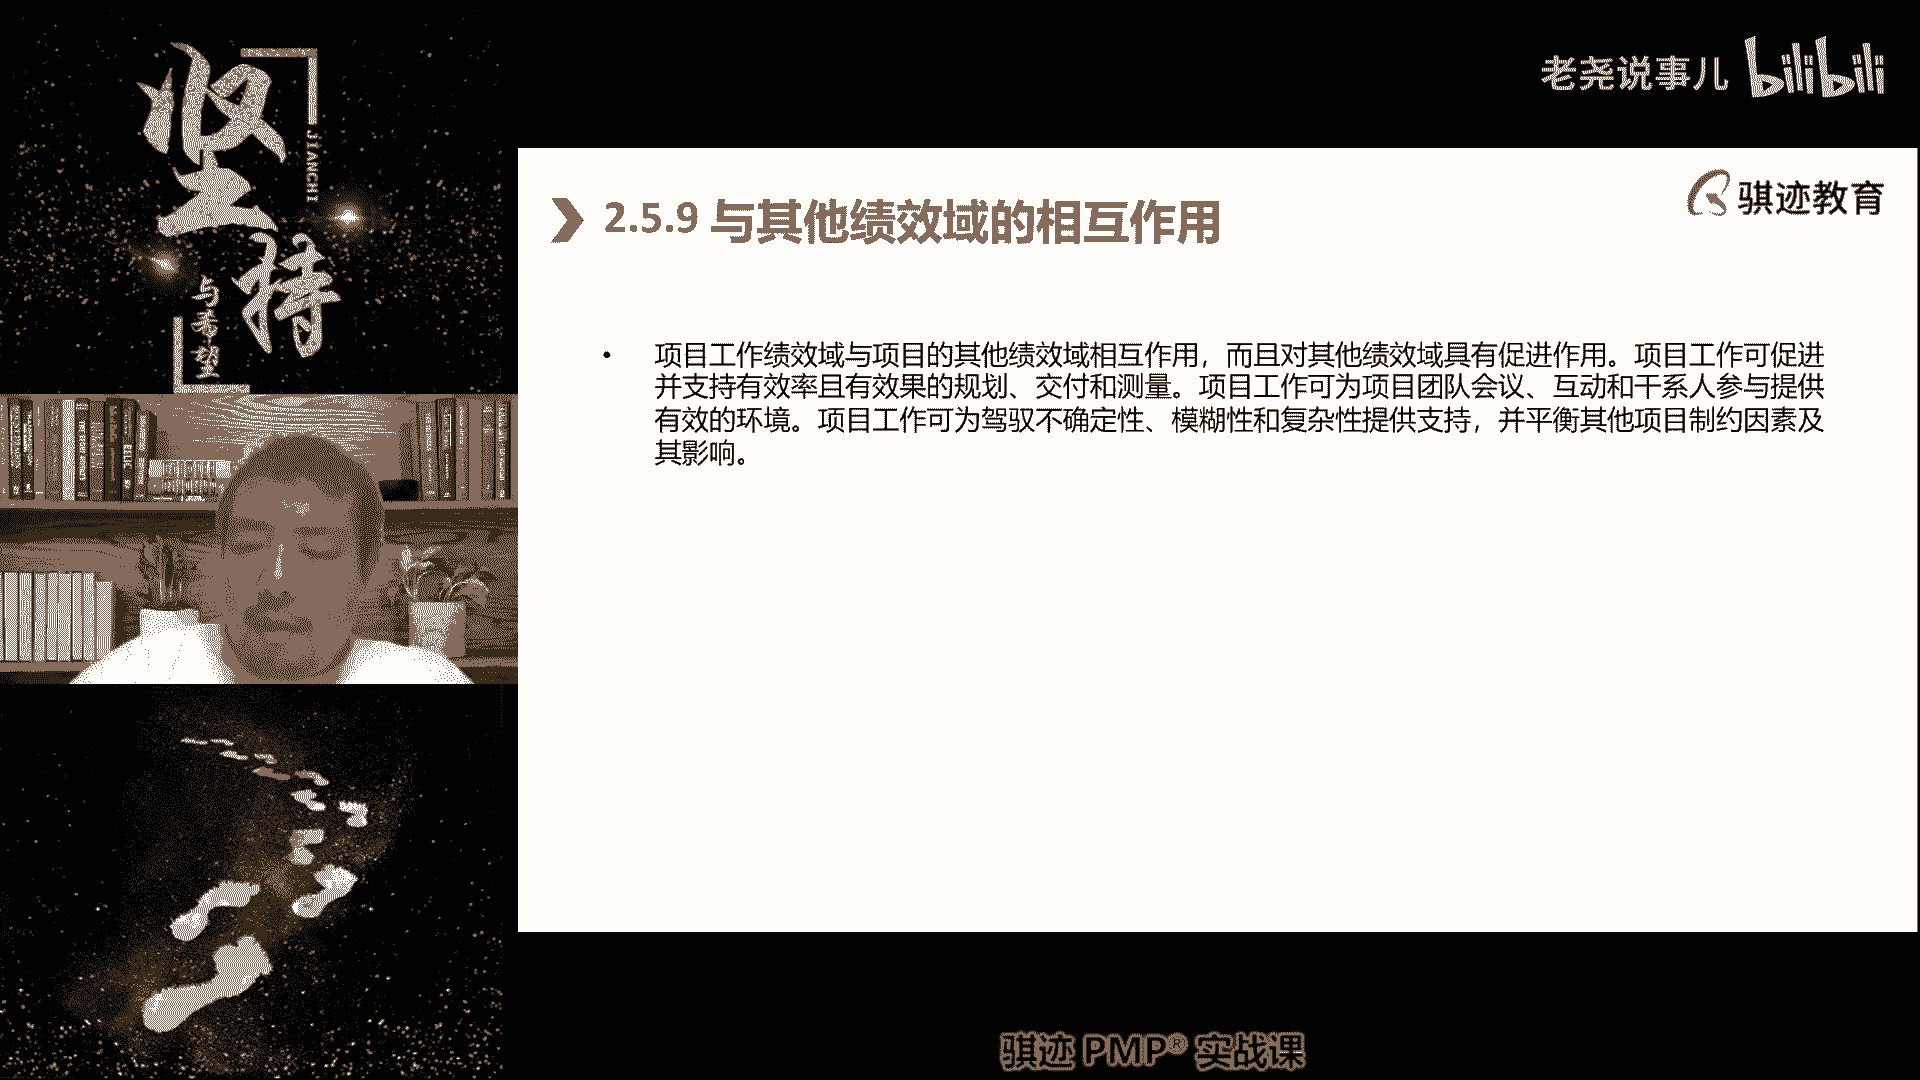 坚持
JIANCHI
与希望
老尧说事儿 bilibili
骐迹教育
2.5.9 与其他绩效域的相互作用
• 项目工作绩效域与项目的其他绩效域相互作用，而且对其他绩效域具有促进作用。项目工作可促进
并支持有效率且有效果的规划、交付和测量。项目工作可为项目团队会议、互动和干系人参与提供
有效的环境。项目工作可为驾驭不确定性、模糊性和复杂性提供支持，并平衡其他项目制约因素及
其影响。
骐迹 PMP® 实战课